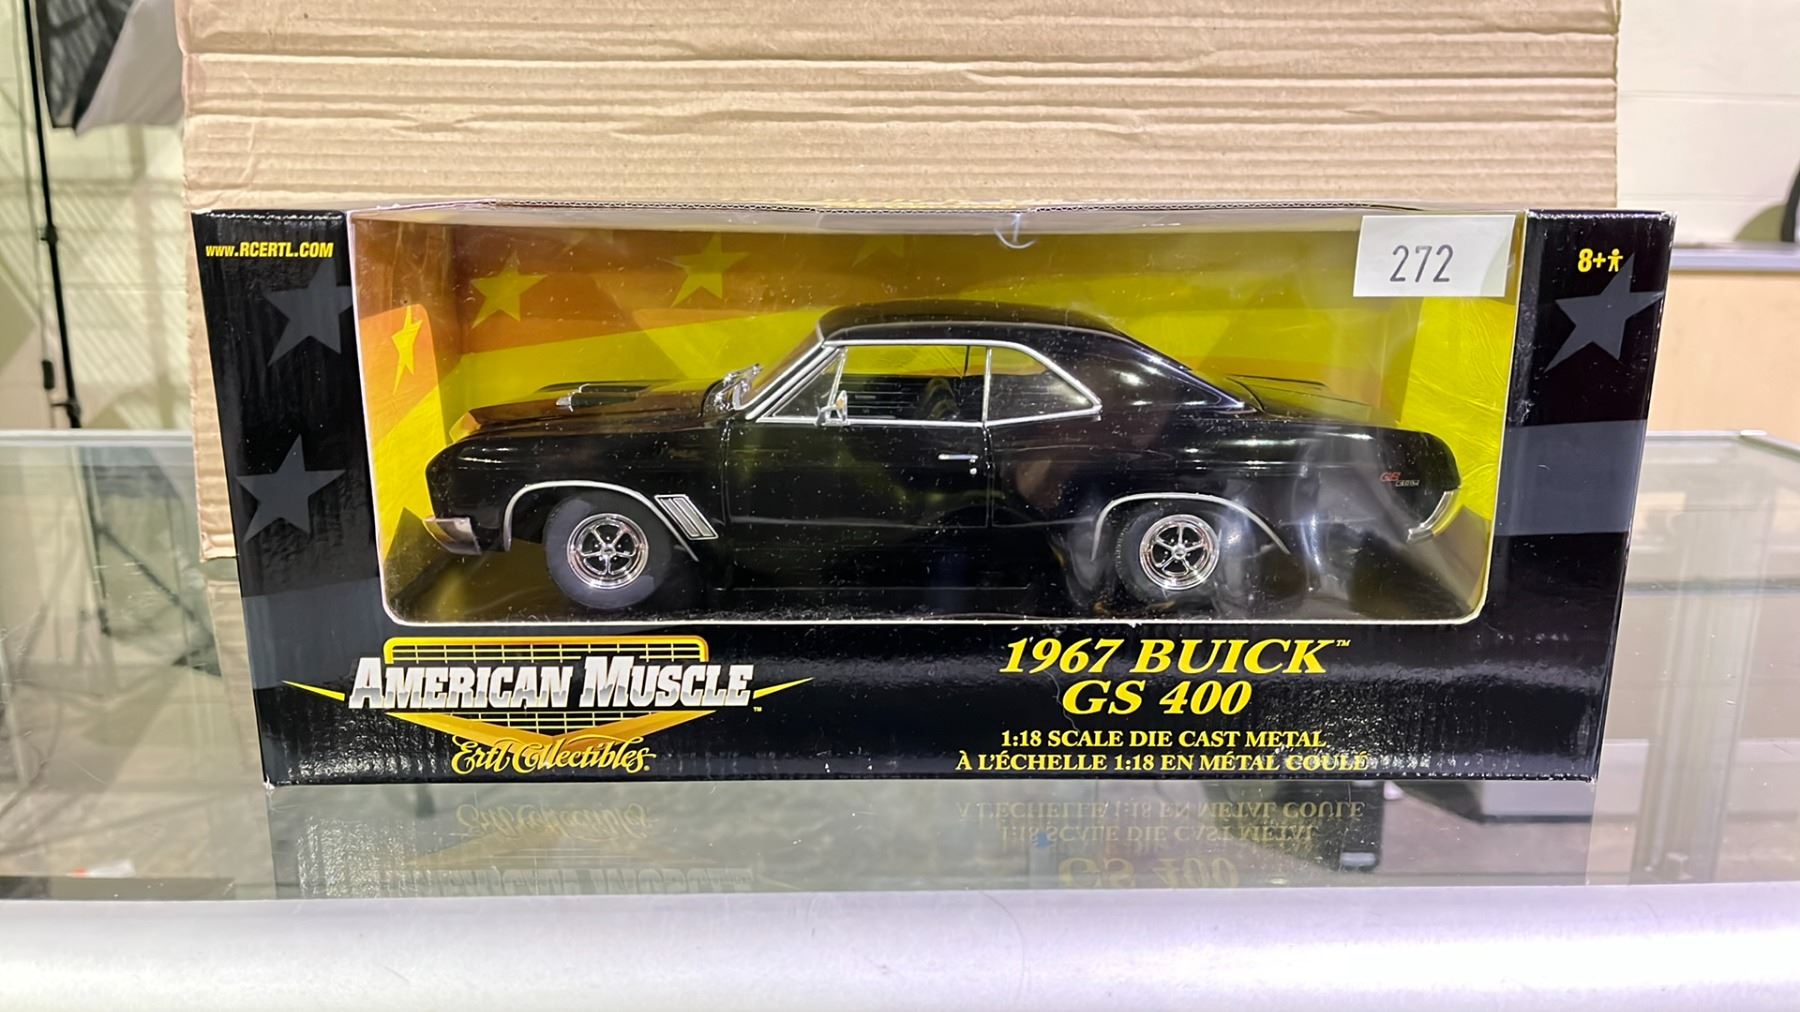 www.RCERTL.COM
272
8+
AMERICAN MUSCLE™
Ertl Collectibles.
1967 BUICK™
GS 400
1:18 SCALE DIE CAST METAL
À L'ÉCHELLE 1:18 EN MÉTAL COULÉ